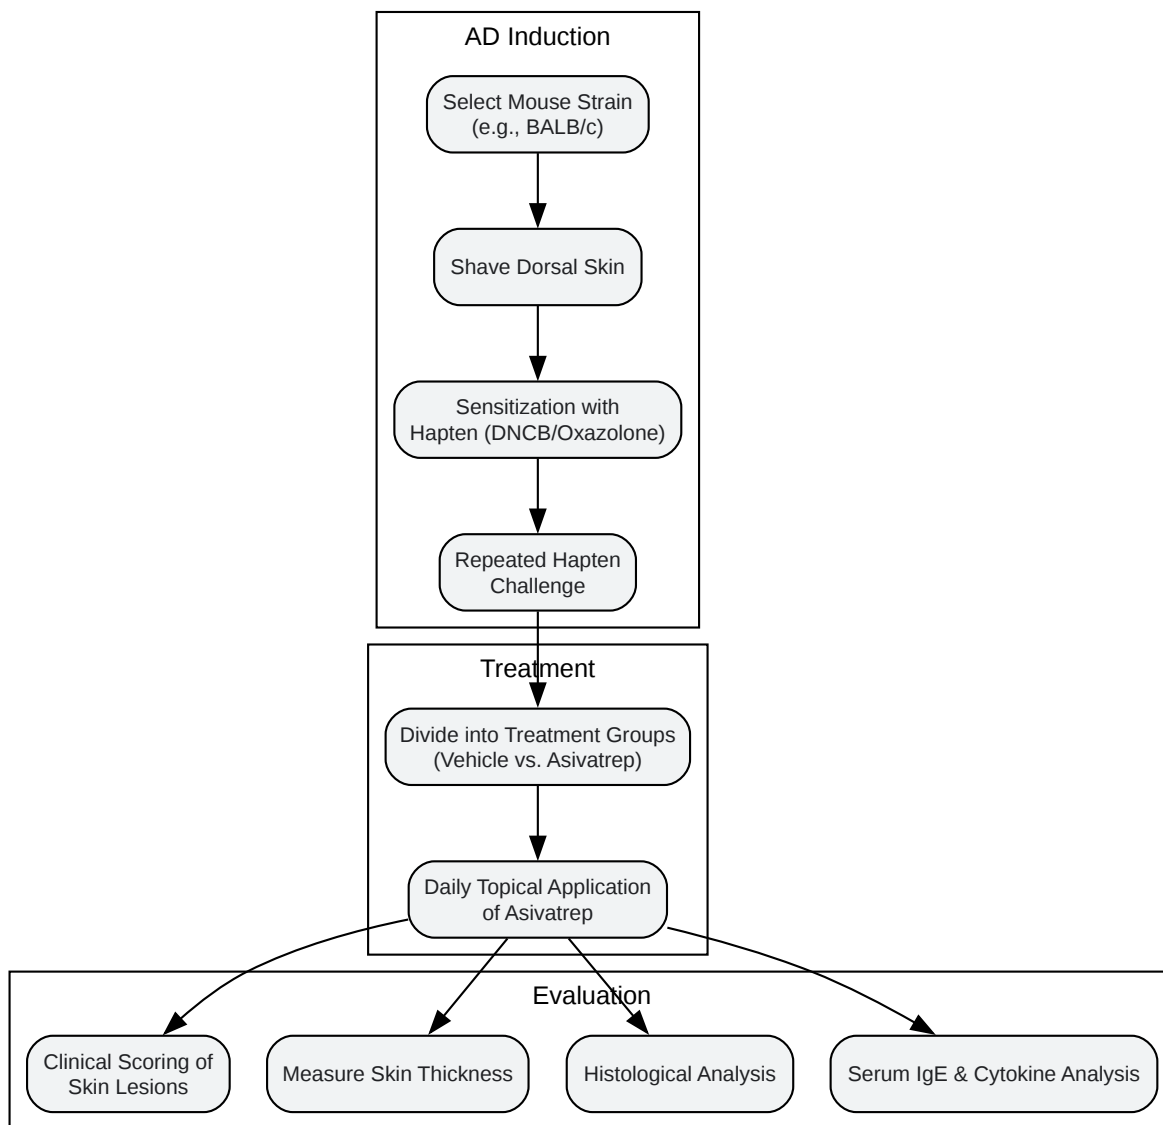 AD Induction
Select Mouse Strain
(e.g., BALB/c)
Shave Dorsal Skin
Sensitization with
Hapten (DNCB/Oxazolone)
Repeated Hapten
Challenge
Treatment
Divide into Treatment Groups
(Vehicle vs. Asivatrep)
Daily Topical Application
of Asivatrep
Evaluation
Clinical Scoring of
Skin Lesions
Measure Skin Thickness
Histological Analysis
Serum IgE & Cytokine Analysis